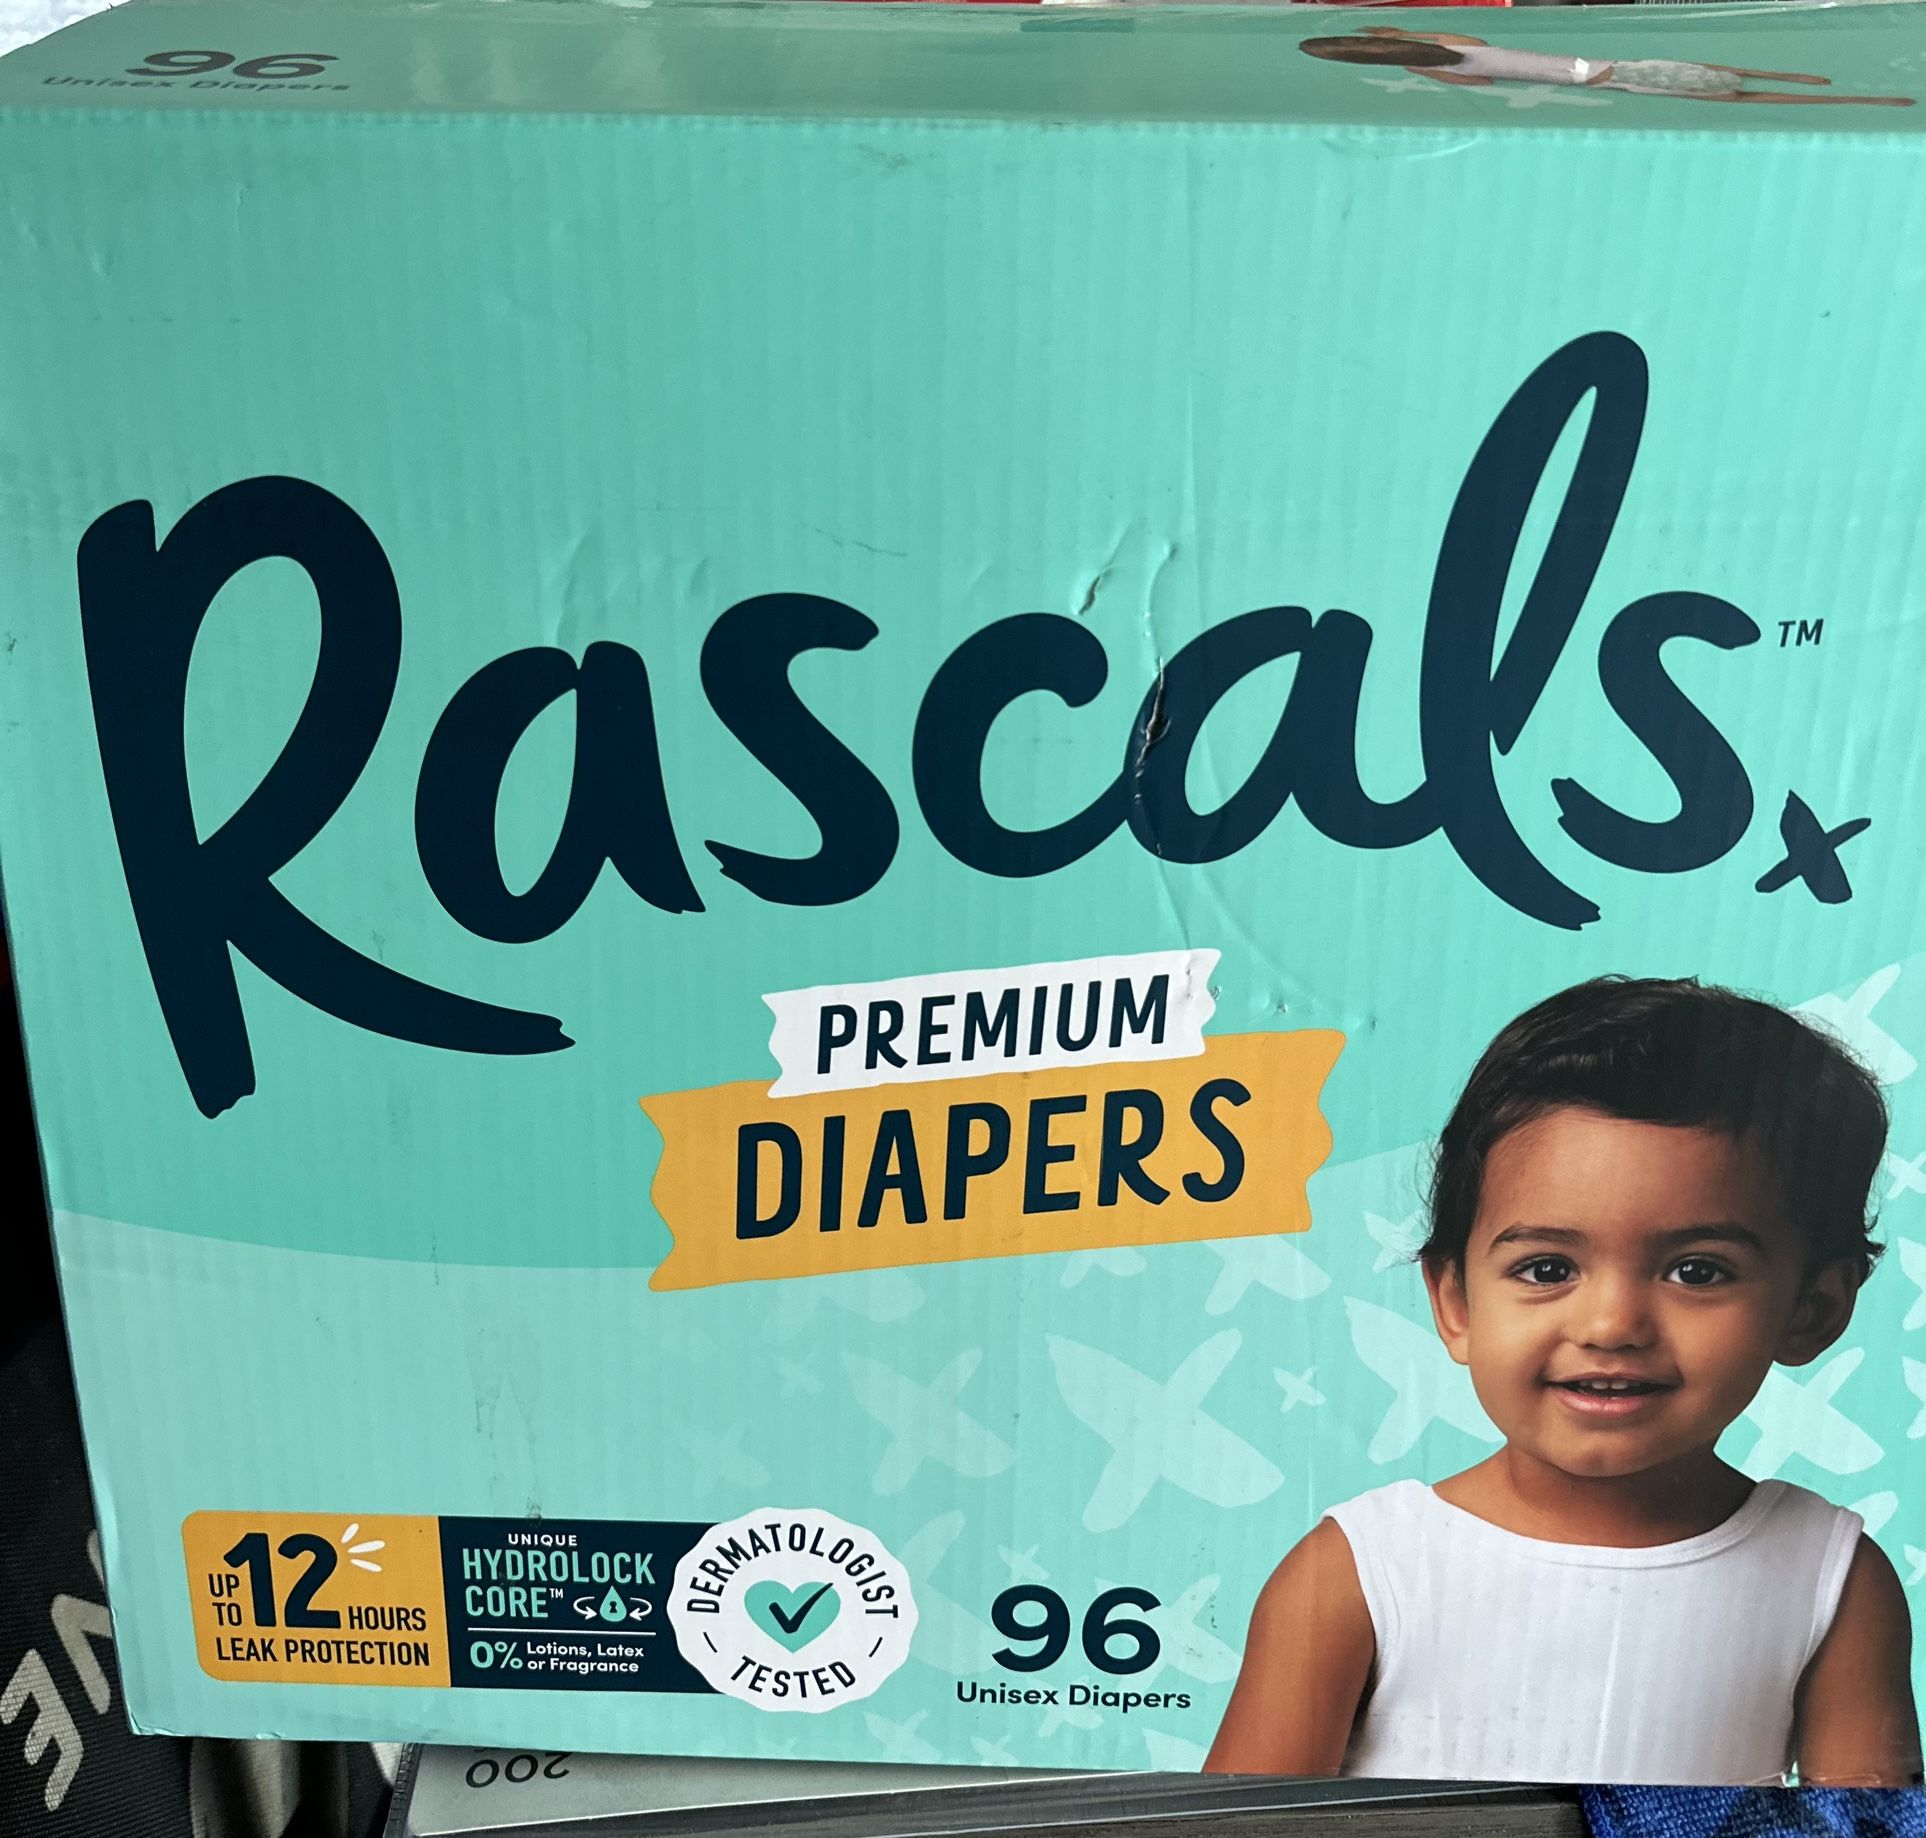 96
Unisex Diapers
Rascals™
x
PREMIUM
DIAPERS
UP TO 12 HOURS
LEAK PROTECTION
UNIQUE
HYDROLOCK
CORE™
0% Lotions, Latex
or Fragrance
DERMATOLOGIST
TESTED
96
Unisex Diapers
200